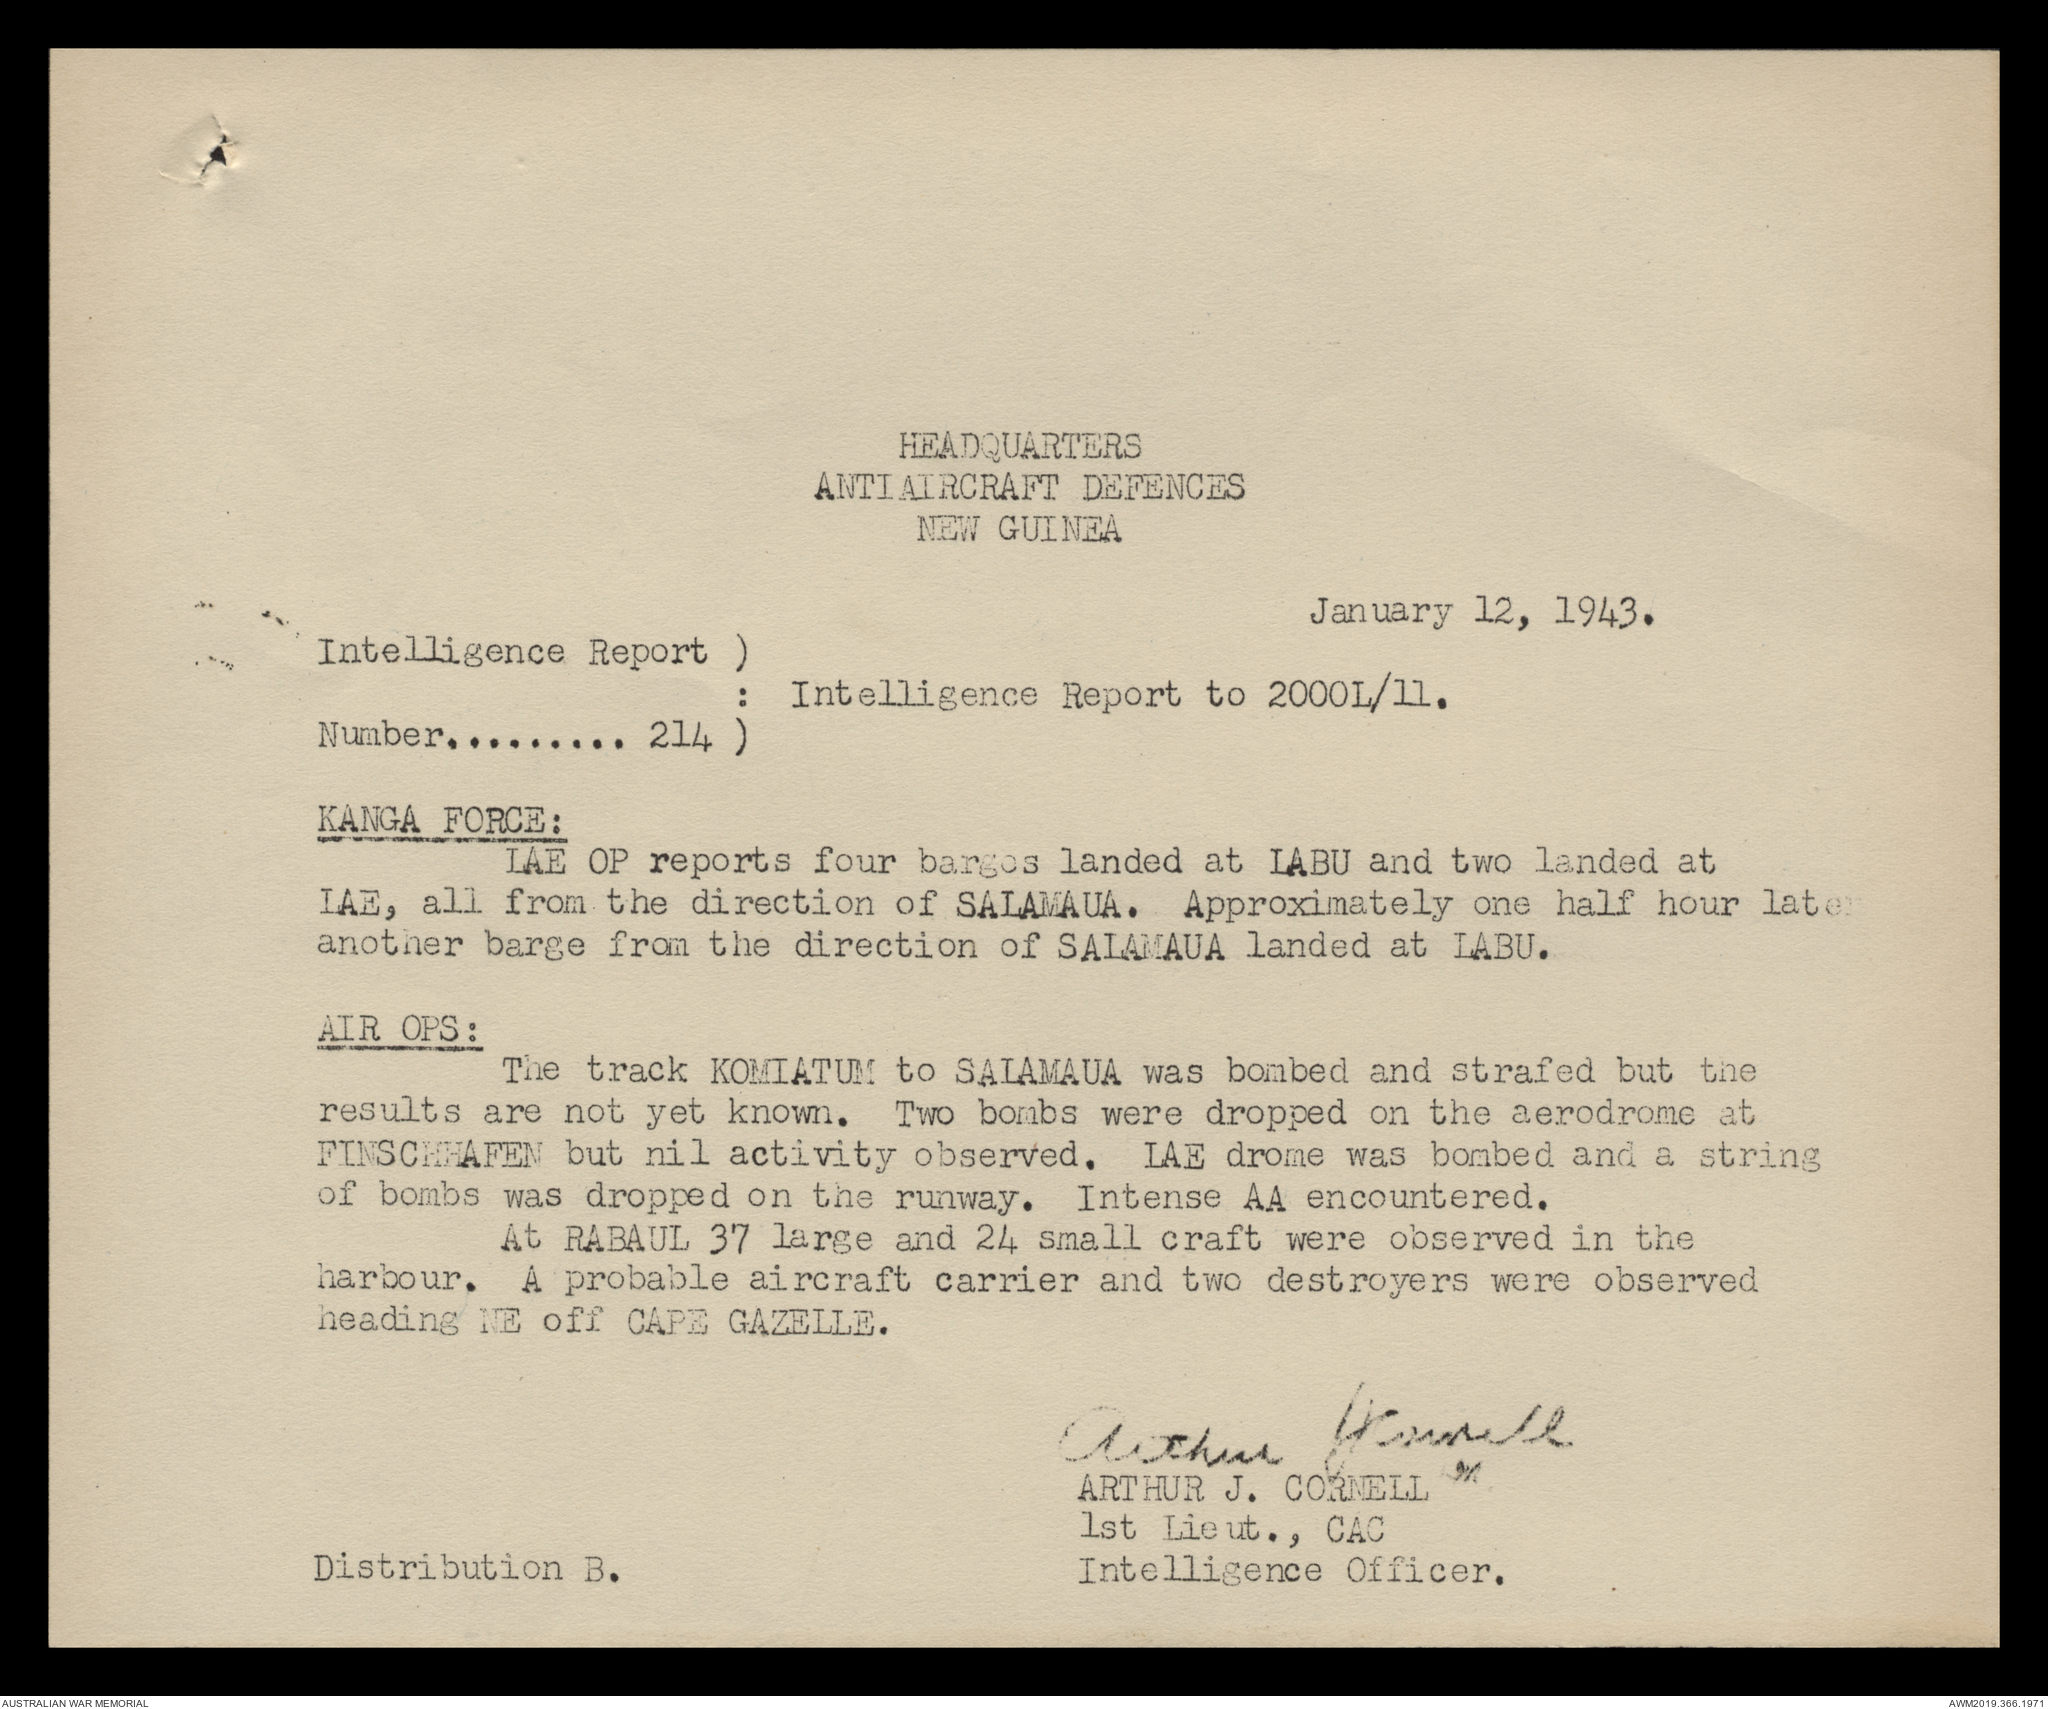 HEADQUARTERS
ANTIAIRCRAFT DEFENCES
NEW GUINEA
January 12, 1943.
Intelligence Report )
: Intelligence Report to 2000L/11.
Number.......... 214 )
KANGA FORCE:
LAE OP reports four barges landed at LABU and two landed at
LAE, all from the direction of SALAMAUA. Approximately one half hour later
another barge from the direction of SALAMAUA landed at LABU.
AIR OPS:
The track KOMIATUM to SALAMAUA was bombed and strafed but the
results are not yet known. Two bombs were dropped on the aerodrome at
FINSCHHAFEN but nil activity observed. LAE drome was bombed and a string
of bombs was dropped on the runway. Intense AA encountered.
At RABAUL 37 large and 24 small craft were observed in the
harbour. A probable aircraft carrier and two destroyers were observed
heading NE off CAPE GAZELLE.
Arthur J Cornell
ARTHUR J. CORNELL
1st Lieut., CAC
Distribution B.
Intelligence Officer.
AUSTRALIAN WAR MEMORIAL
AWM2019.366.1971